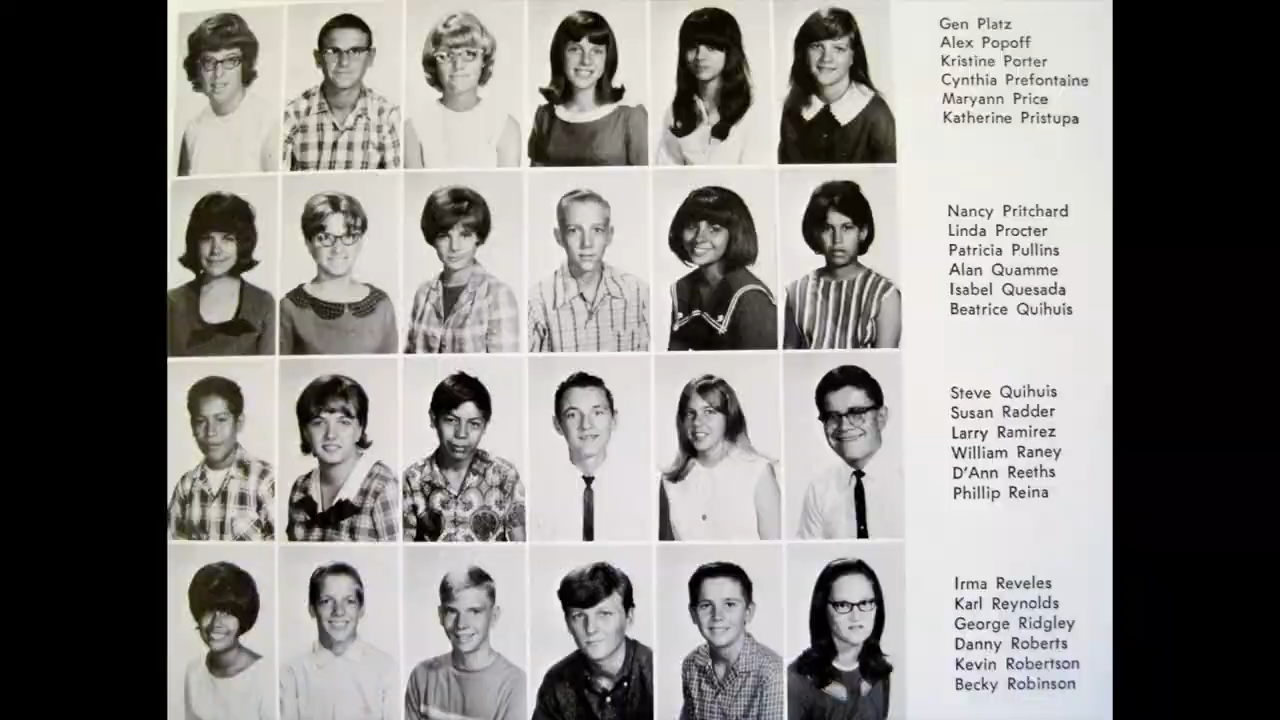 Gen Platz
Alex Popoff
Kristine Porter
Cynthia Prefontaine
Maryann Price
Katherine Pristupa
Nancy Pritchard
Linda Procter
Patricia Pullins
Alan Quamme
Isabel Quesada
Beatrice Quihuis
Steve Quihuis
Susan Radder
Larry Ramirez
William Raney
D'Ann Reeths
Phillip Reina
Irma Reveles
Karl Reynolds
George Ridgley
Danny Roberts
Kevin Robertson
Becky Robinson